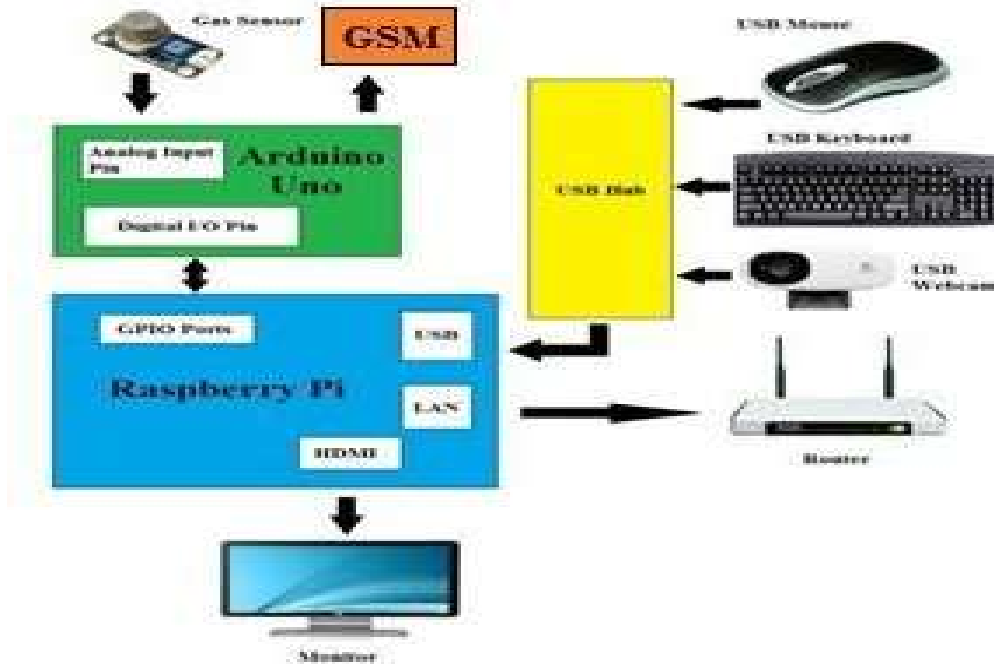 Gas Sensor
GSM
USB Mouse
Analog Input
Pin
Arduino
Uno
Digital I/O Pin
USB Hub
USB Keyboard
USB
Webcam
GPIO Ports
USB
Raspberry Pi
LAN
HDMI
Router
Monitor